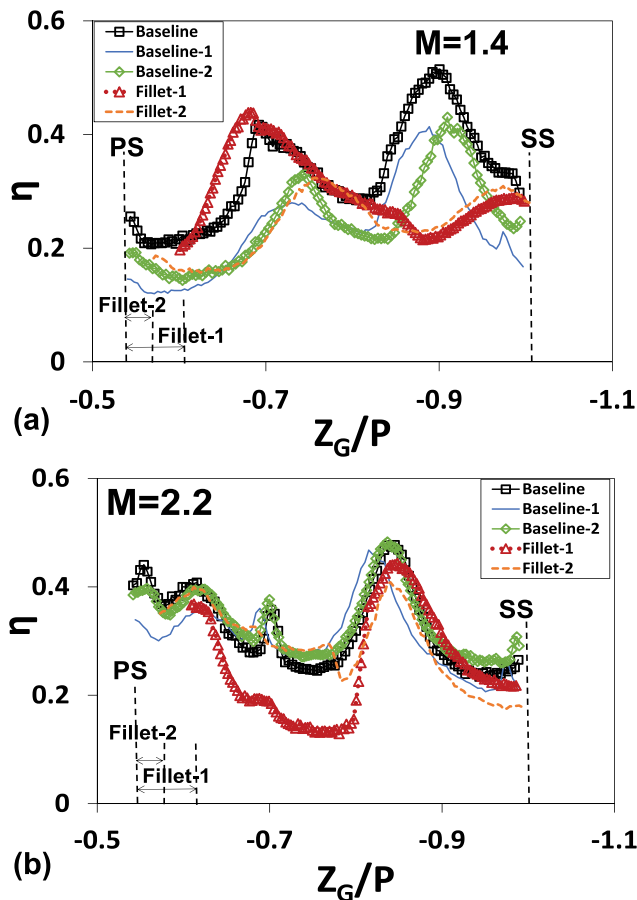 0.6
Baseline
Baseline-1
Baseline-2
Fillet-1
Fillet-2
M=1.4
0.4
PS
SS
η
0.2
Fillet-2
Fillet-1
0
-0.5
-0.7
-0.9
-1.1
(a)
Z_G/P
0.6
M=2.2
Baseline
Baseline-1
Baseline-2
Fillet-1
Fillet-2
0.4
η
SS
PS
0.2
Fillet-2
Fillet-1
0
-0.5
-0.7
-0.9
-1.1
(b)
Z_G/P